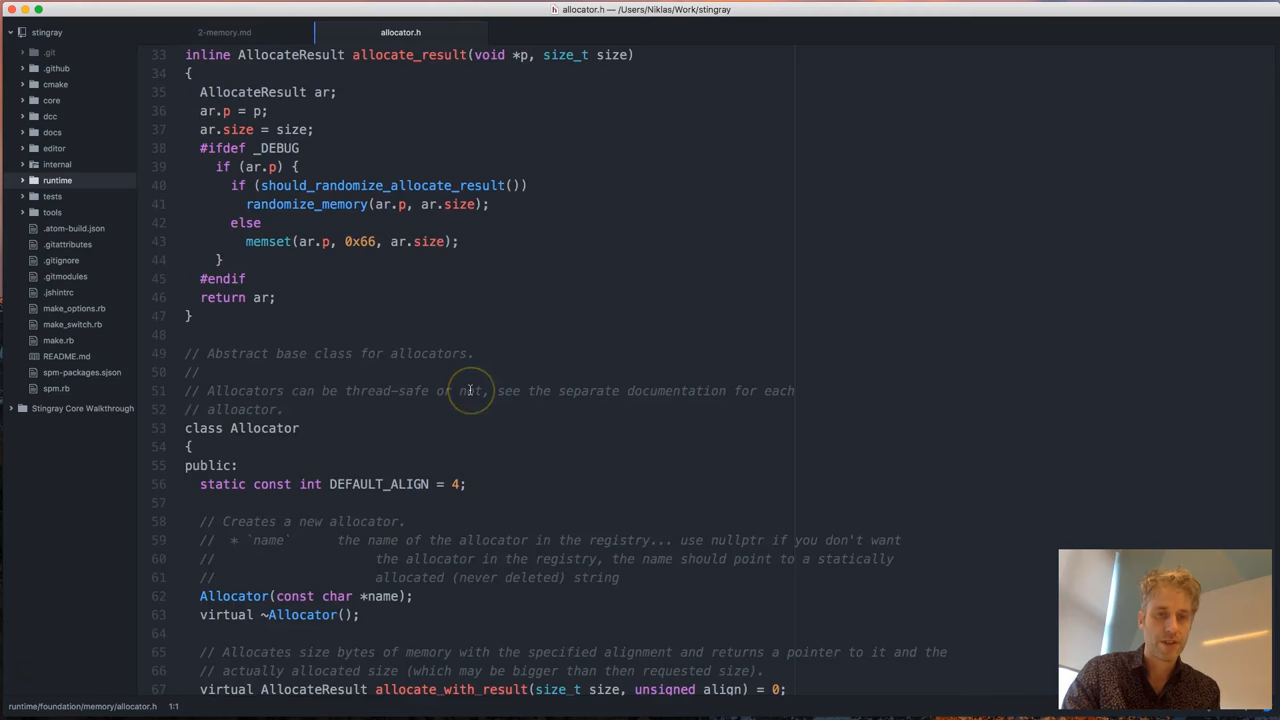 allocator.h — /Users/Niklas/Work/stingray
stingray
2-memory.md
allocator.h
.git
.github
cmake
core
dcc
docs
editor
internal
runtime
tests
tools
.atom-build.json
.gitattributes
.gitignore
.gitmodules
.jshintrc
make_options.rb
make_switch.rb
make.rb
README.md
spm-packages.json
spm.rb
Stingray Core Walkthrough
33 inline AllocateResult allocate_result(void *p, size_t size)
34 {
35 AllocateResult ar;
36 ar.p = p;
37 ar.size = size;
38 #ifdef _DEBUG
39 if (ar.p) {
40 if (should_randomize_allocate_result())
41 randomize_memory(ar.p, ar.size);
42 else
43 memset(ar.p, 0x66, ar.size);
44 }
45 #endif
46 return ar;
47 }
48
49 // Abstract base class for allocators.
50 //
51 // Allocators can be thread-safe or not, see the separate documentation for each
52 // alloactor.
53 class Allocator
54 {
55 public:
56 static const int DEFAULT_ALIGN = 4;
57
58 // Creates a new allocator.
59 // * `name` the name of the allocator in the registry... use nullptr if you don't want
60 // the allocator in the registry, the name should point to a statically
61 // allocated (never deleted) string
62 Allocator(const char *name);
63 virtual ~Allocator();
64
65 // Allocates size bytes of memory with the specified alignment and returns a pointer to it and the
66 // actually allocated size (which may be bigger than then requested size).
67 virtual AllocateResult allocate_with_result(size_t size, unsigned align) = 0;
runtime/foundation/memory/allocator.h 1:1